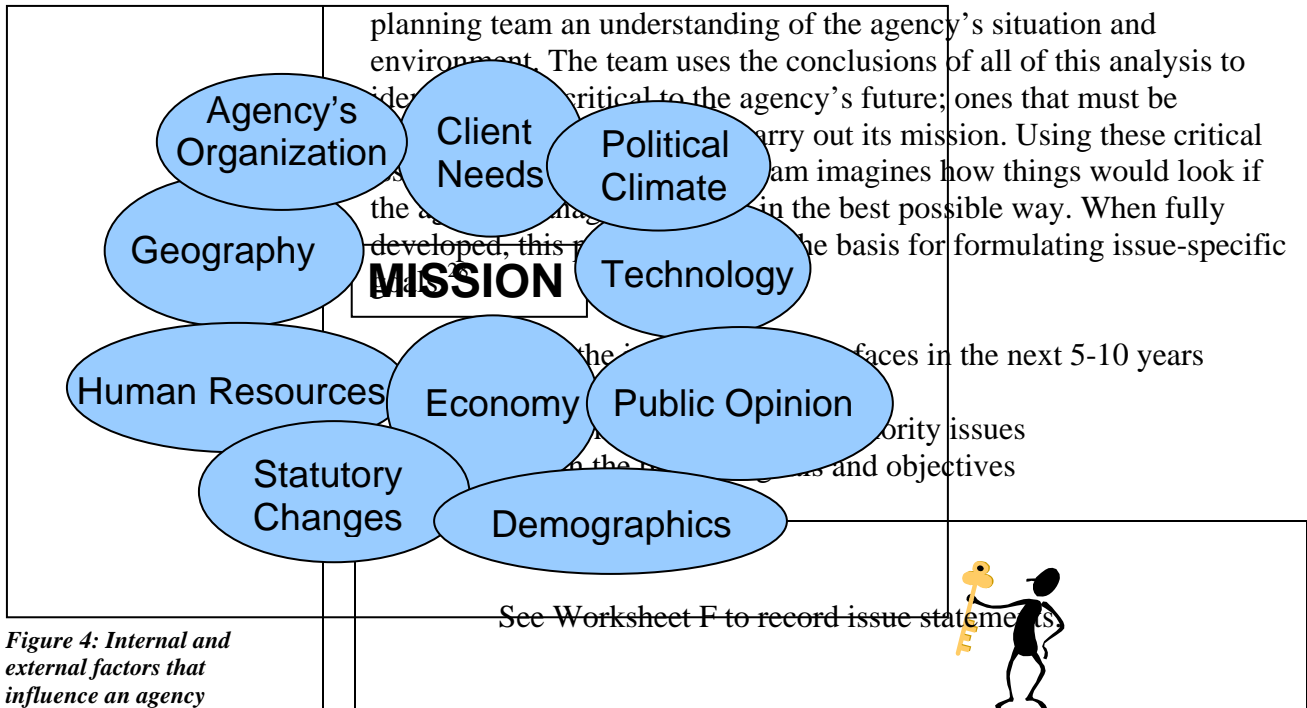 planning team an understanding of the agency's situation and
environment. The team uses the conclusions of all of this analysis to
critical to the agency's future; ones that must be
arry out its mission. Using these critical
am imagines how things would look if
the in the best possible way. When fully
developed, this he basis for formulating issue-specific
goals 28
the faces in the next 5-10 years
ority issues
n the and objectives
Agency's
Organization
Client
Needs
Political
Climate
Geography
MISSION
Technology
Human Resources
Economy
Public Opinion
Statutory
Changes
Demographics
See Worksheet F to record issue statements.
Figure 4: Internal and
external factors that
influence an agency